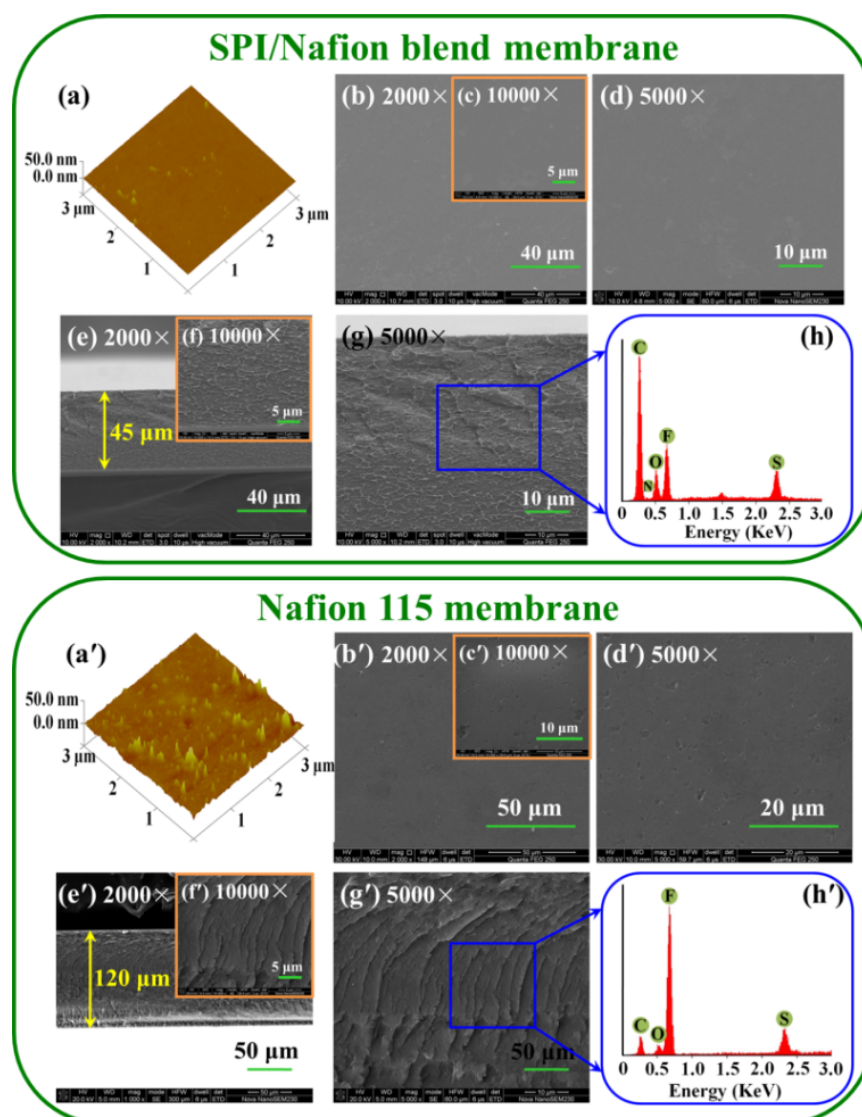 SPI/Nafion blend membrane
(a)
50.0 nm
0.0 nm
3 μm
2
1
1
2
3 μm
(b) 2000×
(c) 10000×
5 μm
40 μm
(d) 5000×
10 μm
(e) 2000×
(f) 10000×
5 μm
45 μm
40 μm
(g) 5000×
10 μm
(h)
C
N
O
F
S
0 0.5 1.0 1.5 2.0 2.5 3.0
Energy (KeV)
Nafion 115 membrane
(a′)
50.0 nm
0.0 nm
3 μm
2
1
1
2
3 μm
(b′) 2000×
(c′) 10000×
10 μm
50 μm
(d′) 5000×
20 μm
(e′) 2000×
(f′) 10000×
5 μm
120 μm
50 μm
(g′) 5000×
50 μm
(h′)
C
O
F
S
0 0.5 1.0 1.5 2.0 2.5 3.0
Energy (KeV)